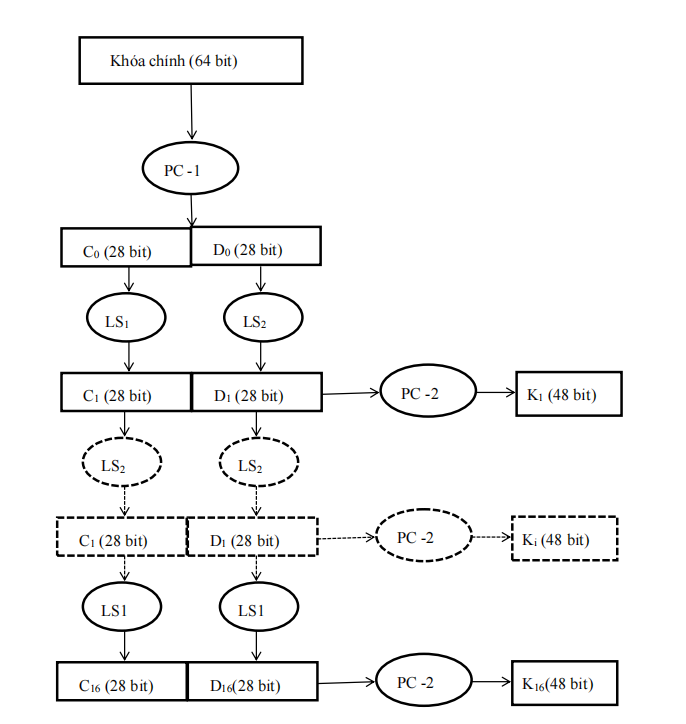 Khóa chính (64 bit)
PC -1
C₀ (28 bit) D₀ (28 bit)
LS₁ LS₂
C₁ (28 bit) D₁ (28 bit) PC -2 K₁ (48 bit)
LS₂ LS₂
C₁ (28 bit) D₁ (28 bit) PC -2 Kᵢ (48 bit)
LS1 LS1
C₁₆ (28 bit) D₁₆(28 bit) PC -2 K₁₆(48 bit)